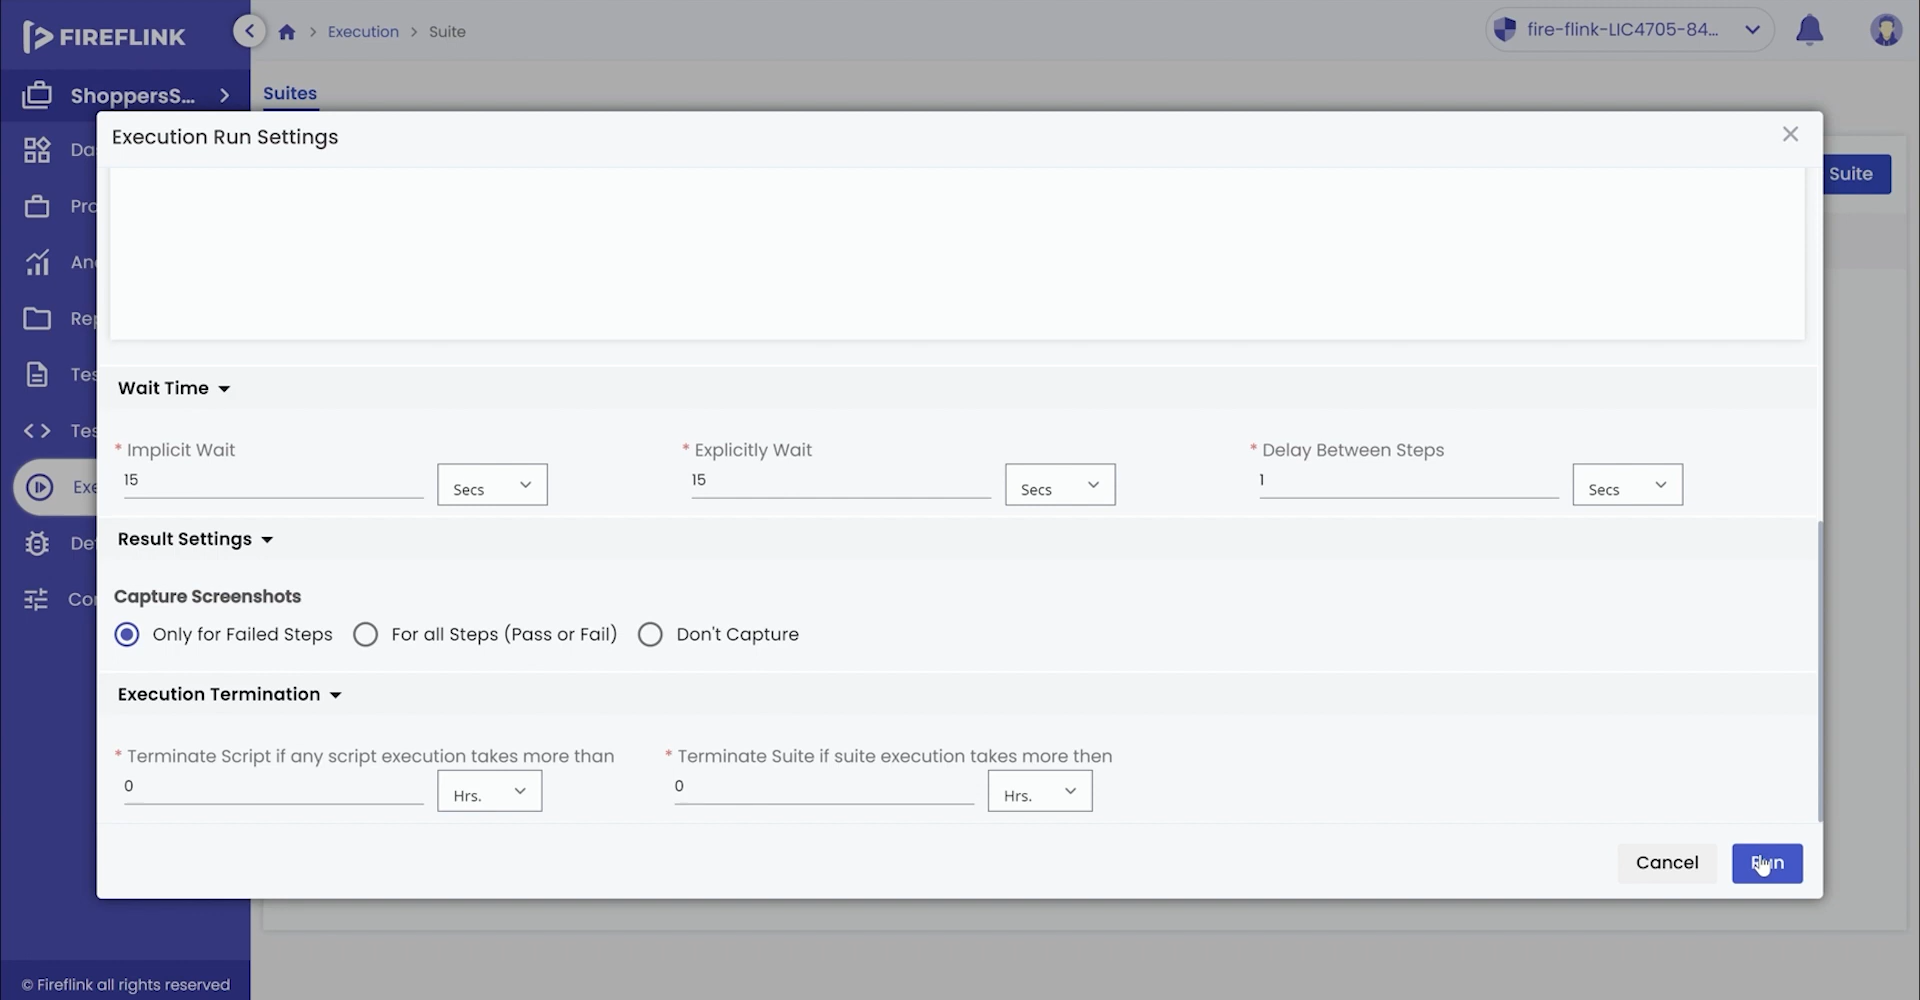 FIREFLINK
Execution
Suite
fire-flink-LIC4705-84...
ShoppersS...
Suites
Execution Run Settings
Suite
Wait Time
* Implicit Wait
15
Secs
* Explicitly Wait
15
Secs
* Delay Between Steps
1
Secs
Result Settings
Capture Screenshots
Only for Failed Steps
For all Steps (Pass or Fail)
Don't Capture
Execution Termination
* Terminate Script if any script execution takes more than
0
Hrs.
* Terminate Suite if suite execution takes more then
0
Hrs.
Cancel
Run
© Fireflink all rights reserved